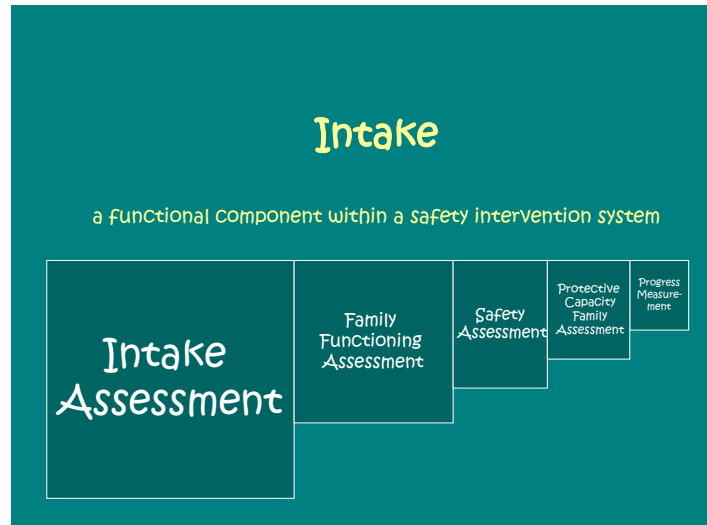 Intake
a functional component within a safety intervention system
Intake
Assessment
Family
Functioning
Assessment
Safety
Assessment
Protective
Capacity
Family
Assessment
Progress
Measure-
ment